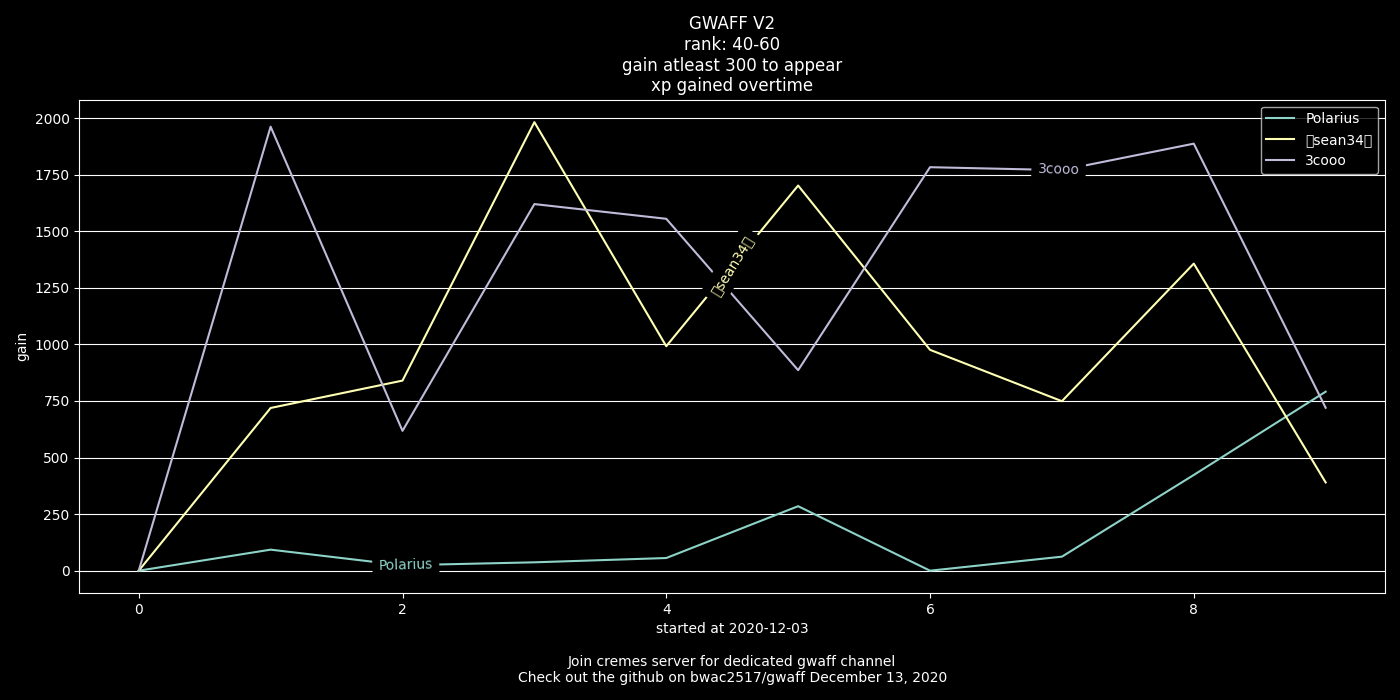 GWAFF V2
rank: 40-60
gain atleast 300 to appear
xp gained overtime
2000
1750
1500
1250
1000
750
500
250
0
gain
Polarius
sean34
3cooo
3cooo
sean34
Polarius
0 2 4 6 8
started at 2020-12-03
Join cremes server for dedicated gwaff channel
Check out the github on bwac2517/gwaff December 13, 2020